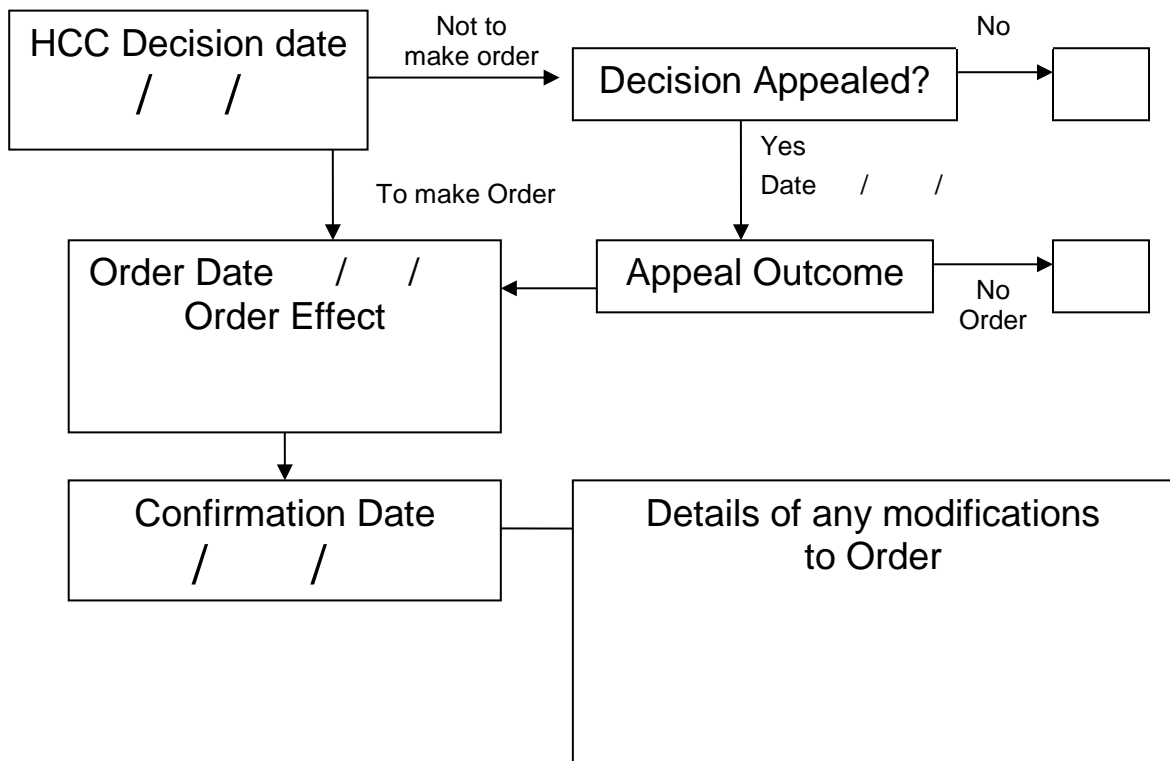 HCC Decision date
/ /
Not to
make order
Decision Appealed?
No
Yes
Date / /
To make Order
Order Date / /
Order Effect
Appeal Outcome
No
Order
Confirmation Date
/ /
Details of any modifications
to Order